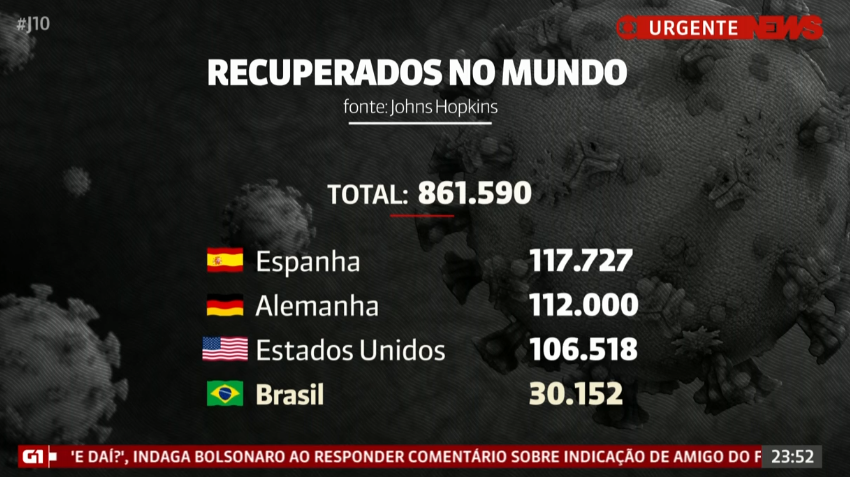 #J10
URGENTE NEWS
RECUPERADOS NO MUNDO
fonte: Johns Hopkins
TOTAL: 861.590
Espanha 117.727
Alemanha 112.000
Estados Unidos 106.518
Brasil 30.152
G1 'E DAÍ?', INDAGA BOLSONARO AO RESPONDER COMENTÁRIO SOBRE INDICAÇÃO DE AMIGO DO F 23:52